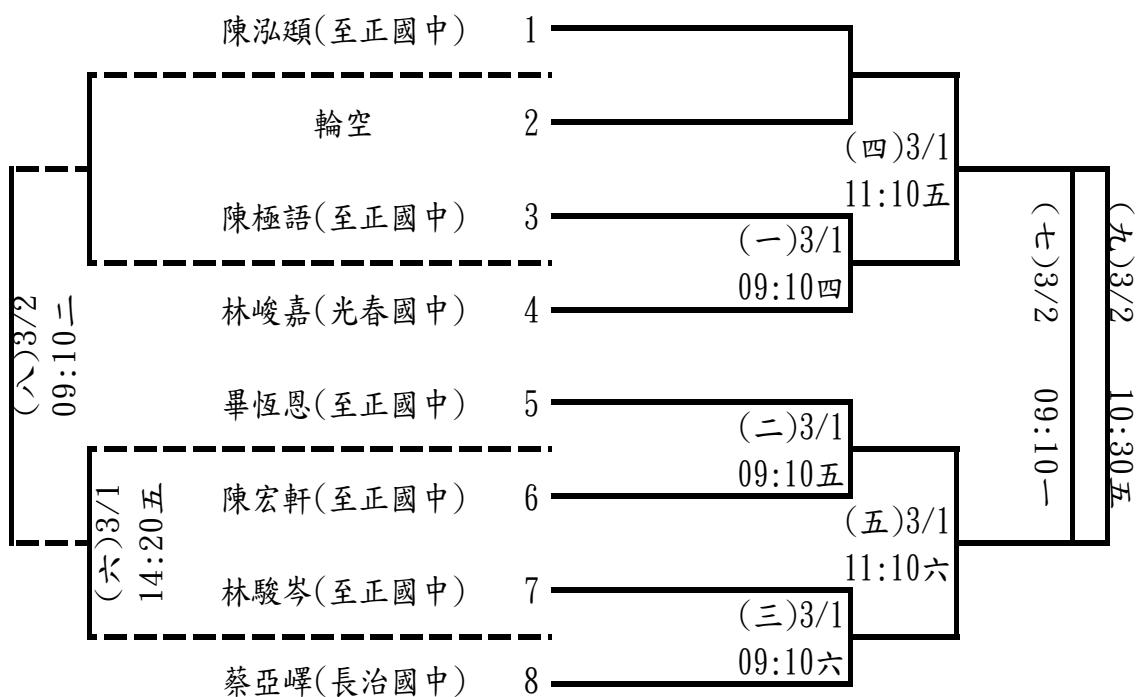 陳泓頲(至正國中) 1
輪空 2
(四)3/1
11:10五
陳極語(至正國中) 3
(一)3/1
09:10四
林峻嘉(光春國中) 4
(七)3/2 09:10一
(九)3/2 10:30五
(八)3/2
09:10二
畢恆恩(至正國中) 5
(二)3/1
09:10五
陳宏軒(至正國中) 6
(六)3/1
14:20五
(五)3/1
11:10六
林駿岑(至正國中) 7
(三)3/1
09:10六
蔡亞嶧(長治國中) 8